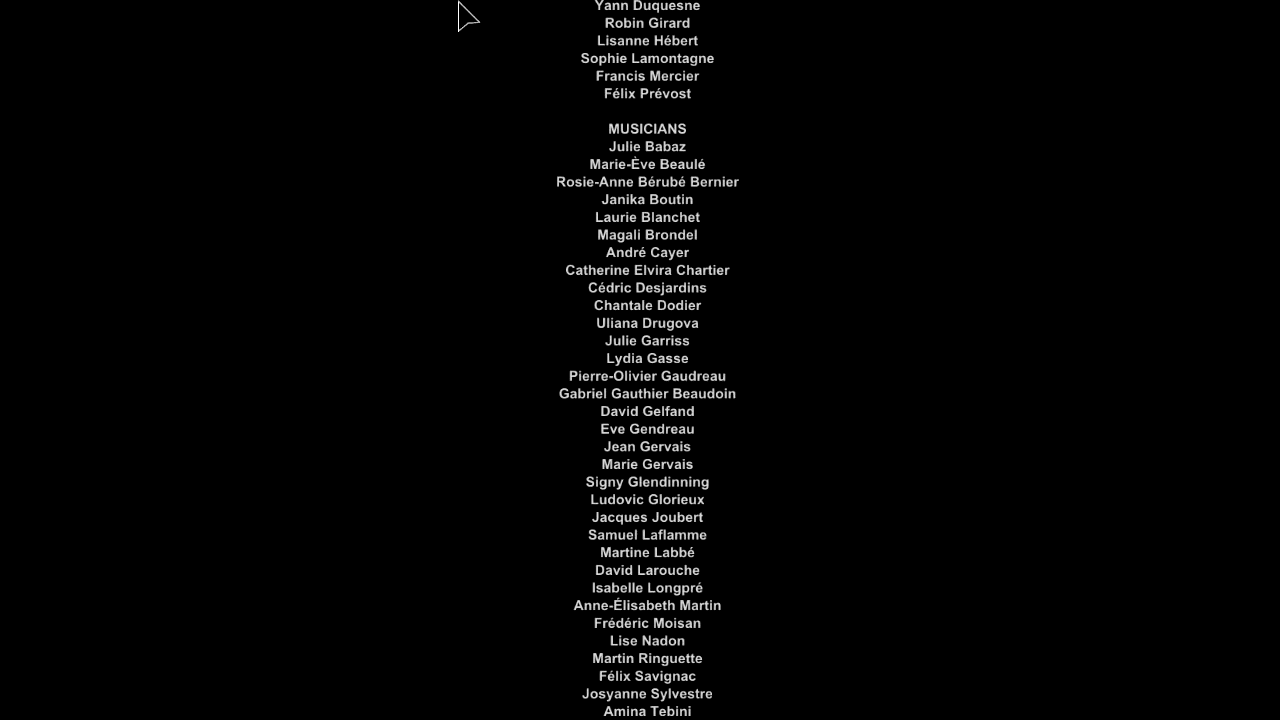 Yann Duquesne
Robin Girard
Lisanne Hébert
Sophie Lamontagne
Francis Mercier
Félix Prévost
MUSICIANS
Julie Babaz
Marie-Ève Beaulé
Rosie-Anne Bérubé Bernier
Janika Boutin
Laurie Blanchet
Magali Brondel
André Cayer
Catherine Elvira Chartier
Cédric Desjardins
Chantale Dodier
Uliana Drugova
Julie Garriss
Lydia Gasse
Pierre-Olivier Gaudreau
Gabriel Gauthier Beaudoin
David Gelfand
Eve Gendreau
Jean Gervais
Marie Gervais
Signy Glendinning
Ludovic Glorieux
Jacques Joubert
Samuel Laflamme
Martine Labbé
David Larouche
Isabelle Longpré
Anne-Élisabeth Martin
Frédéric Moisan
Lise Nadon
Martin Ringuette
Félix Savignac
Josyanne Sylvestre
Amina Tebini